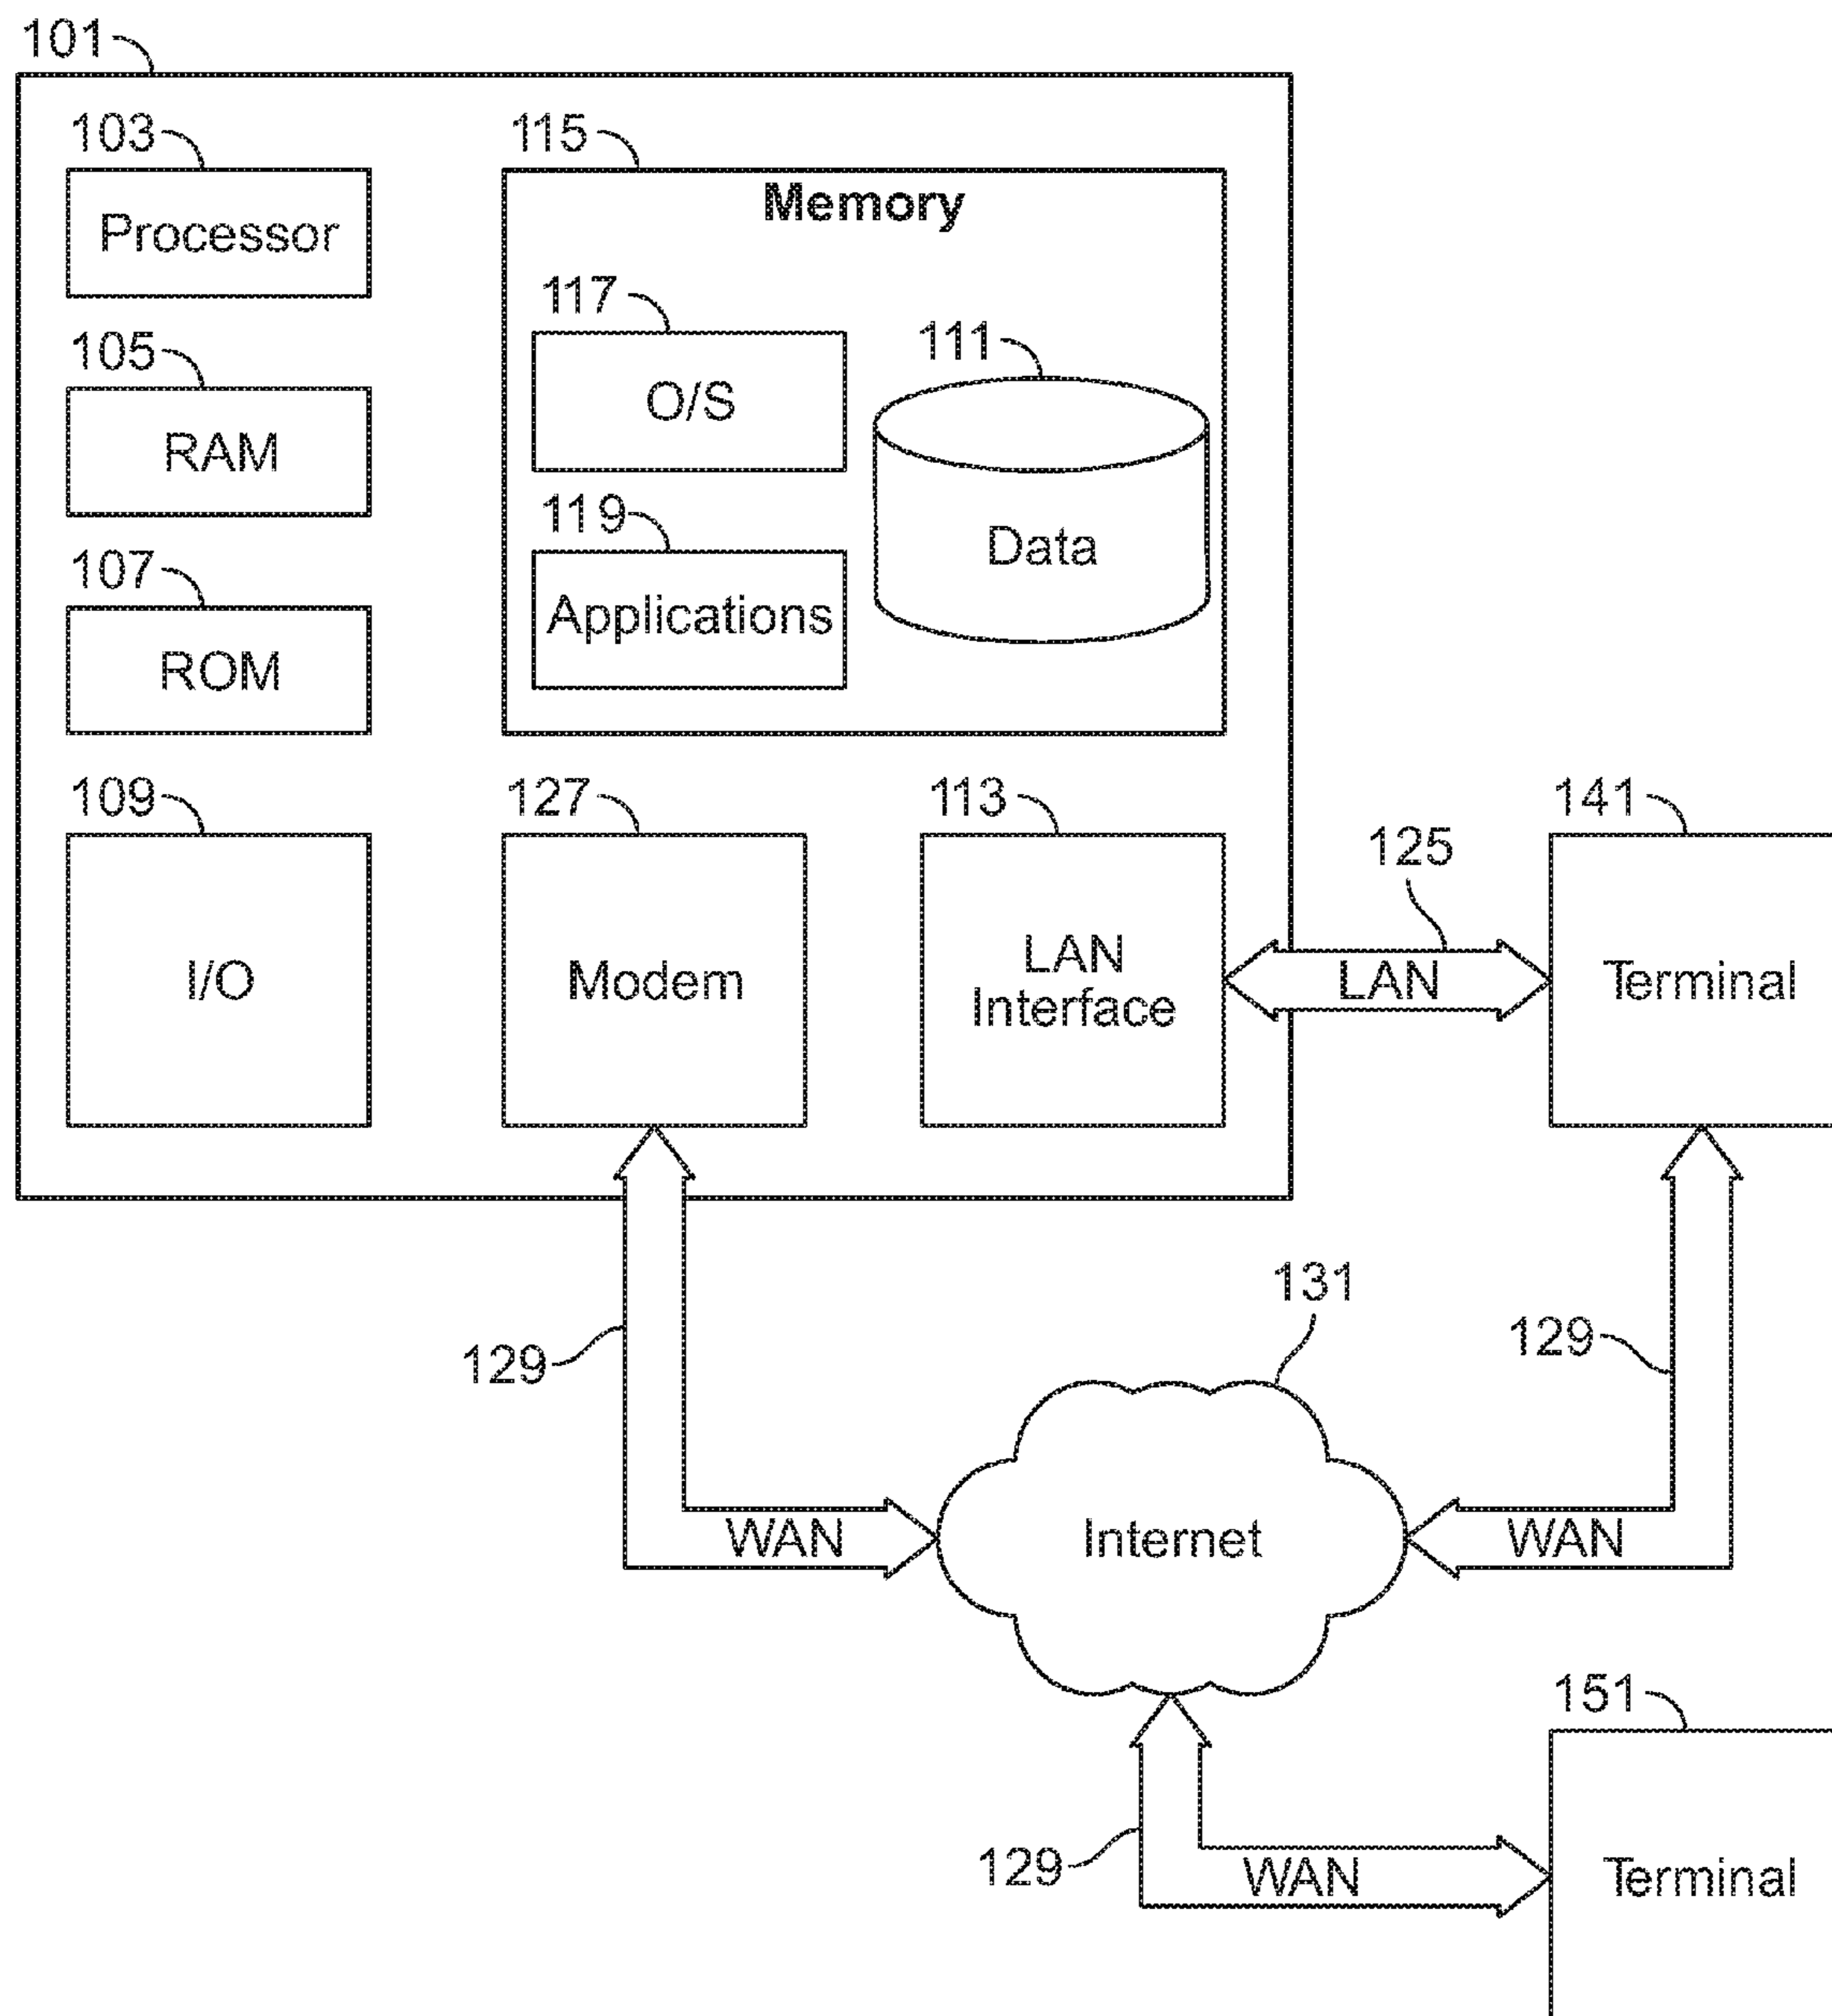 101
103
115
Processor
Memory
117
111
105
O/S
RAM
119
Data
107
Applications
ROM
109
127
113
141
125
I/O
Modem
LAN
Interface
LAN
Terminal
131
129
129
WAN
Internet
WAN
151
129
WAN
Terminal